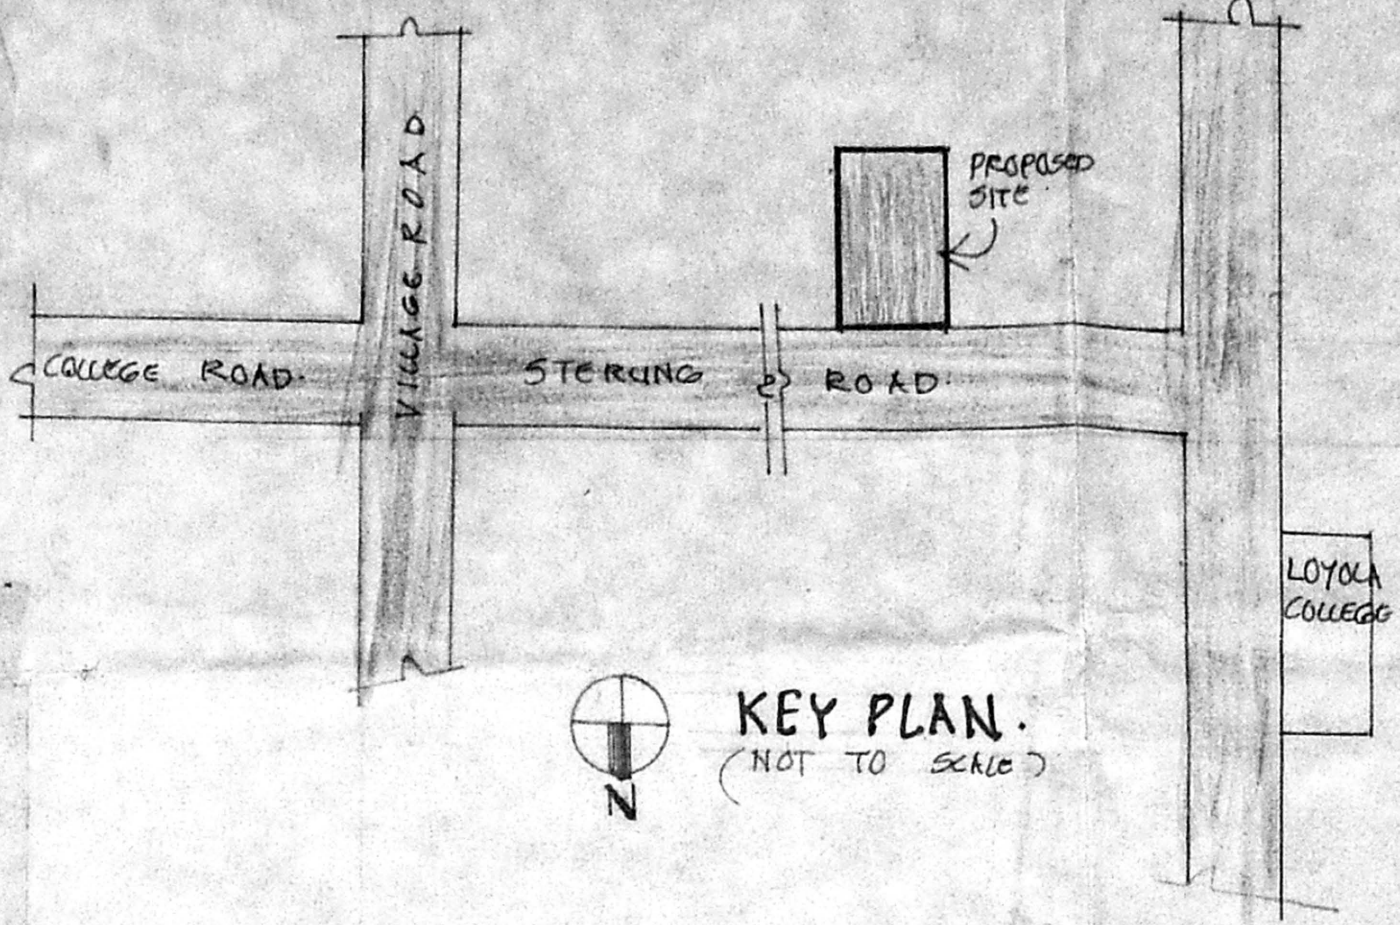 PROPOSED
SITE
VILLAGE ROAD
COLLEGE ROAD.
STERLING ROAD.
LOYOLA
COLLEGE
N
KEY PLAN.
(NOT TO SCALE)